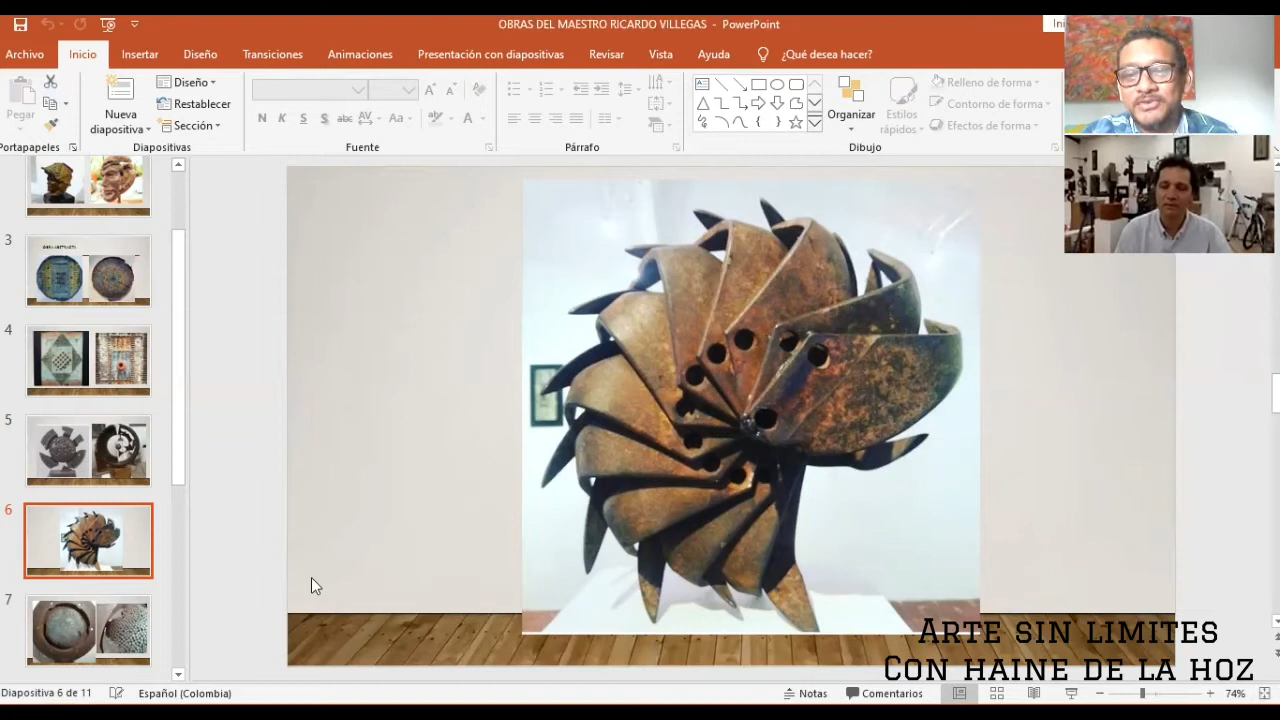 OBRAS DEL MAESTRO RICARDO VILLEGAS - PowerPoint
Archivo Inicio Insertar Diseño Transiciones Animaciones Presentación con diapositivas Revisar Vista Ayuda ¿Qué desea hacer?
Pegar
Nueva diapositiva
Diseño
Restablecer
Sección
N K S S abc AV Aa A
Organizar
Estilos rápidos
Relleno de forma
Contorno de forma
Efectos de forma
Portapapeles Diapositivas Fuente Párrafo Dibujo
3
4
5
6
7
ARTE SIN LIMITES
CON HAINE DE LA HOZ
Diapositiva 6 de 11 Español (Colombia) Notas Comentarios 74%